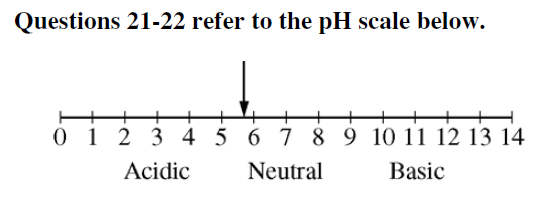 Questions 21-22 refer to the pH scale below.
0 1 2 3 4 5 6 7 8 9 10 11 12 13 14
Acidic Neutral Basic